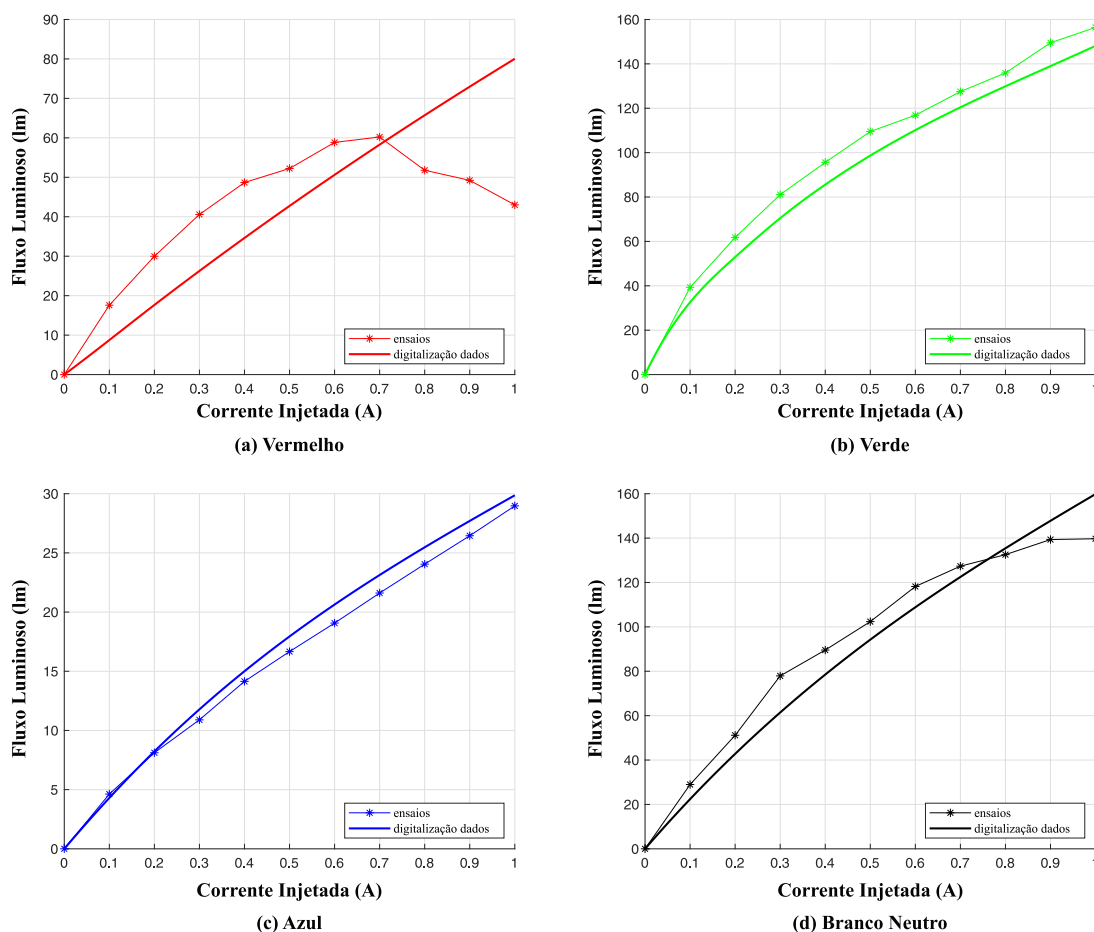 90
80
70
60
50
40
30
20
10
0
Fluxo Luminoso (lm)
ensaios
digitalização dados
0 0.1 0.2 0.3 0.4 0.5 0.6 0.7 0.8 0.9 1
Corrente Injetada (A)
(a) Vermelho
160
140
120
100
80
60
40
20
0
Fluxo Luminoso (lm)
ensaios
digitalização dados
0 0.1 0.2 0.3 0.4 0.5 0.6 0.7 0.8 0.9 1
Corrente Injetada (A)
(b) Verde
30
25
20
15
10
5
0
Fluxo Luminoso (lm)
ensaios
digitalização dados
0 0.1 0.2 0.3 0.4 0.5 0.6 0.7 0.8 0.9 1
Corrente Injetada (A)
(c) Azul
160
140
120
100
80
60
40
20
0
Fluxo Luminoso (lm)
ensaios
digitalização dados
0 0.1 0.2 0.3 0.4 0.5 0.6 0.7 0.8 0.9 1
Corrente Injetada (A)
(d) Branco Neutro